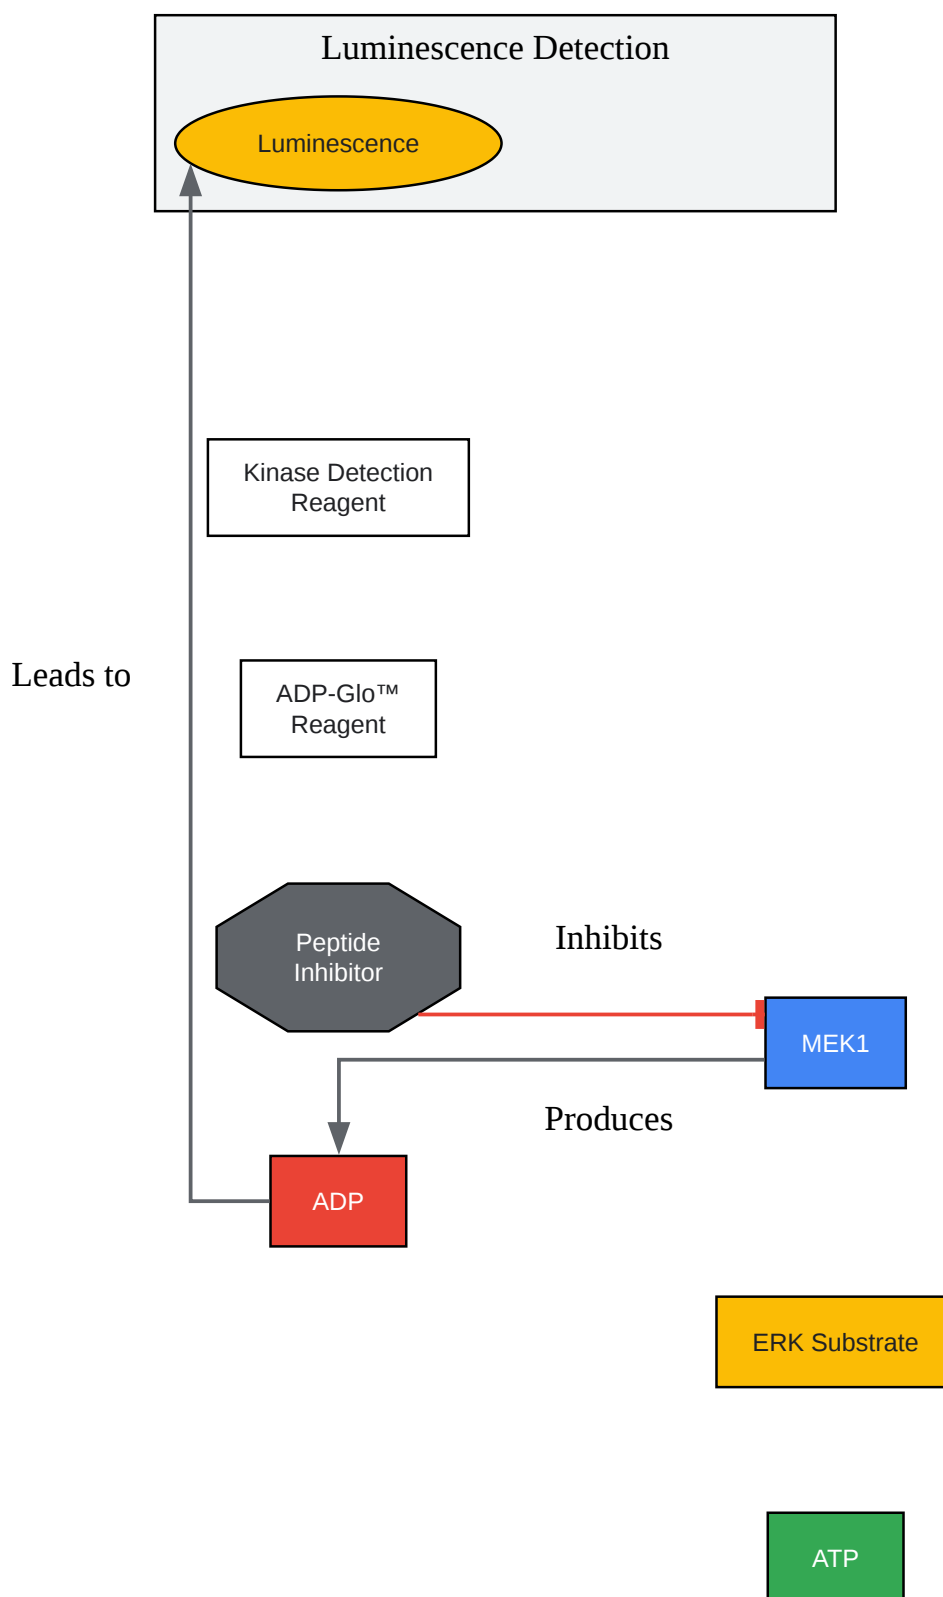 Luminescence Detection
Luminescence
Kinase Detection
Reagent
Leads to
ADP-Glo™
Reagent
Peptide
Inhibitor
Inhibits
MEK1
Produces
ADP
ERK Substrate
ATP